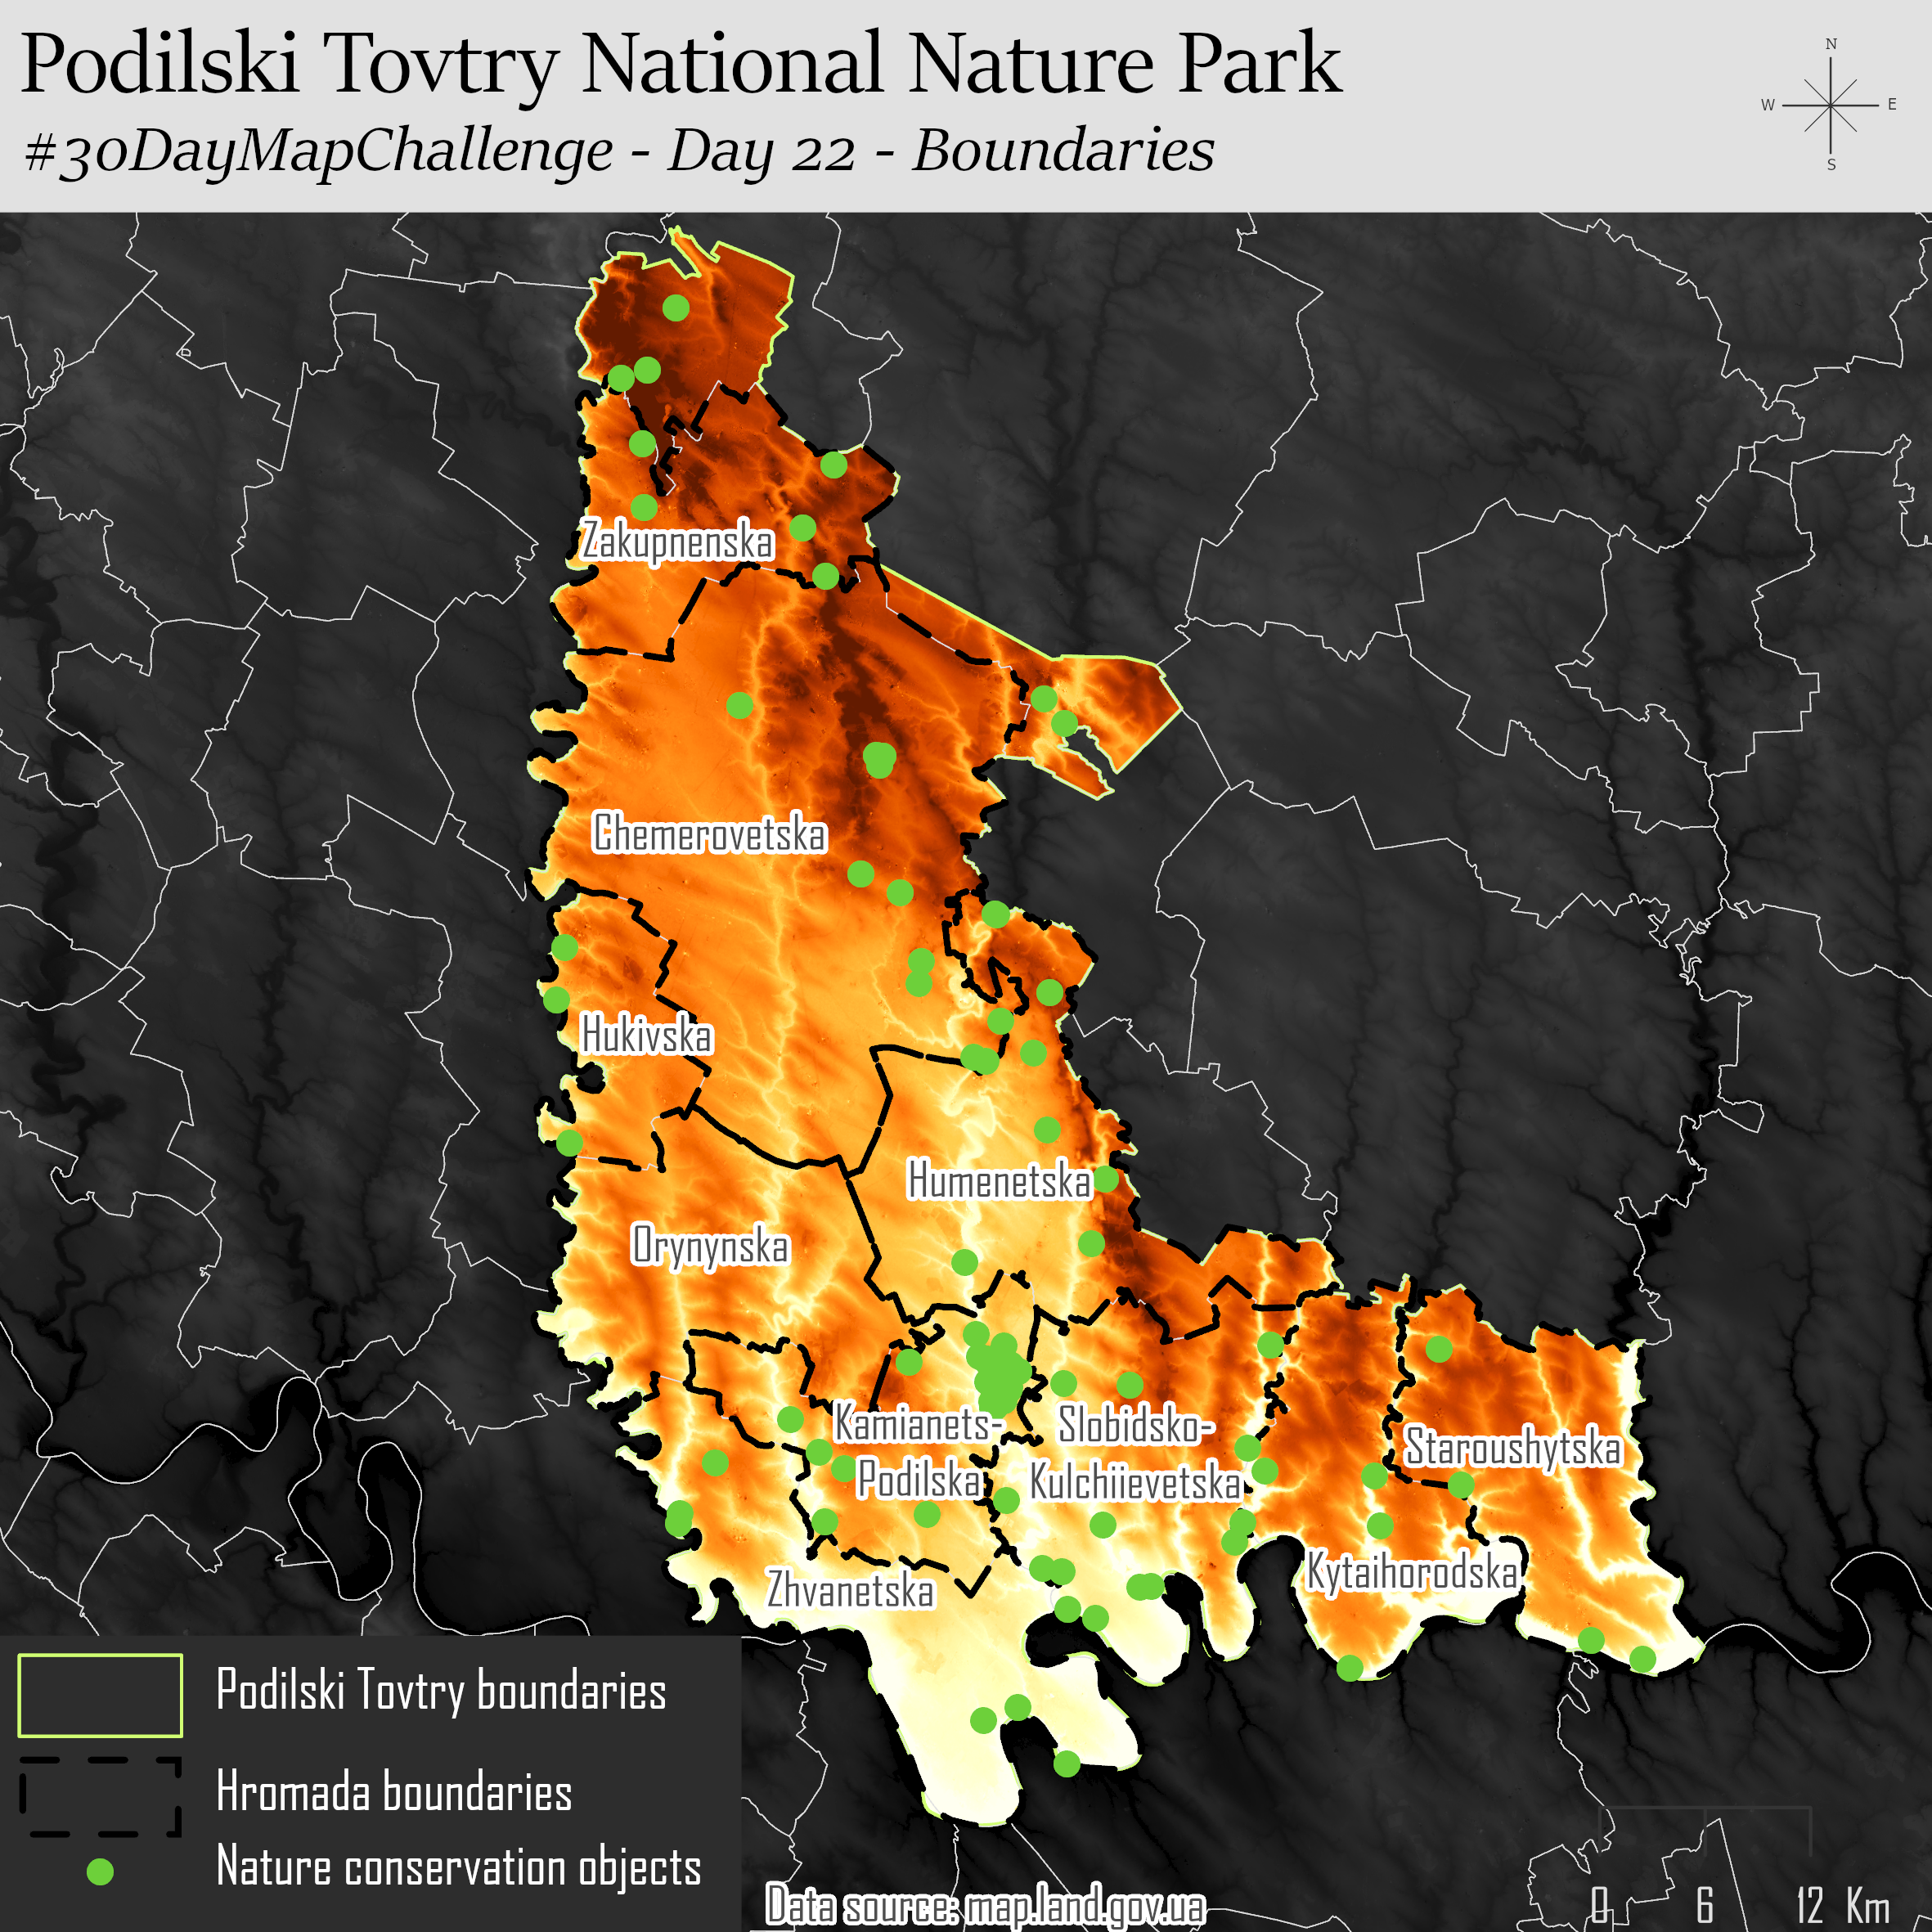 Podilski Tovtry National Nature Park
#30DayMapChallenge - Day 22 - Boundaries
N
W E
S
Zakupnenska
Chemerovetska
Hukivska
Humenetska
Orynynska
Kamianets-
Podilska
Slobidsko-
Kulchiievetska
Staroushytska
Kytaihorodska
Zhvanetska
Podilski Tovtry boundaries
Hromada boundaries
Nature conservation objects
Data source: map.land.gov.ua
0 6 12 Km